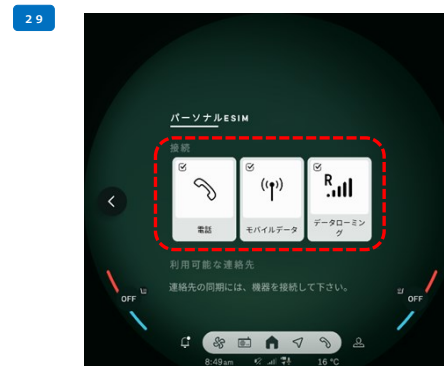 29
パーソナルESIM
接続
電話
モバイルデータ
R
データローミン
グ
利用可能な連絡先
連絡先の同期には、機器を接続して下さい。
OFF
OFF
8:49am
16 °C